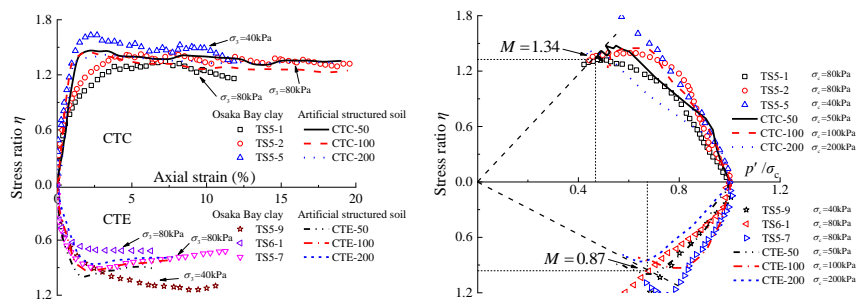 1.8
1.2
0.6
0.0
0.6
1.2
Stress ratio η
σ₃=40kPa
σ₃=80kPa
σ₃=80kPa
Osaka Bay clay Artificial structured soil
TS5-1 CTC-50
TS5-2 CTC-100
TS5-5 CTC-200
CTC
Axial strain (%)
0 5 10 15 20
CTE
Osaka Bay clay Artificial structured soil
TS5-9 CTE-50
TS6-1 CTE-100
TS5-7 CTE-200
σ₃=80kPa
σ₃=80kPa
σ₃=40kPa
1.8
1.2
0.6
0.0
0.6
1.2
Stress ratio η
M = 1.34
TS5-1 σc=80kPa
TS5-2 σc=80kPa
TS5-5 σc=40kPa
CTC-50 σc=50kPa
CTC-100 σc=100kPa
CTC-200 σc=200kPa
p′/σc
0.4 0.8 1.2
M = 0.87
TS5-9 σc=40kPa
TS6-1 σc=80kPa
TS5-7 σc=80kPa
CTE-50 σc=50kPa
CTE-100 σc=100kPa
CTE-200 σc=200kPa